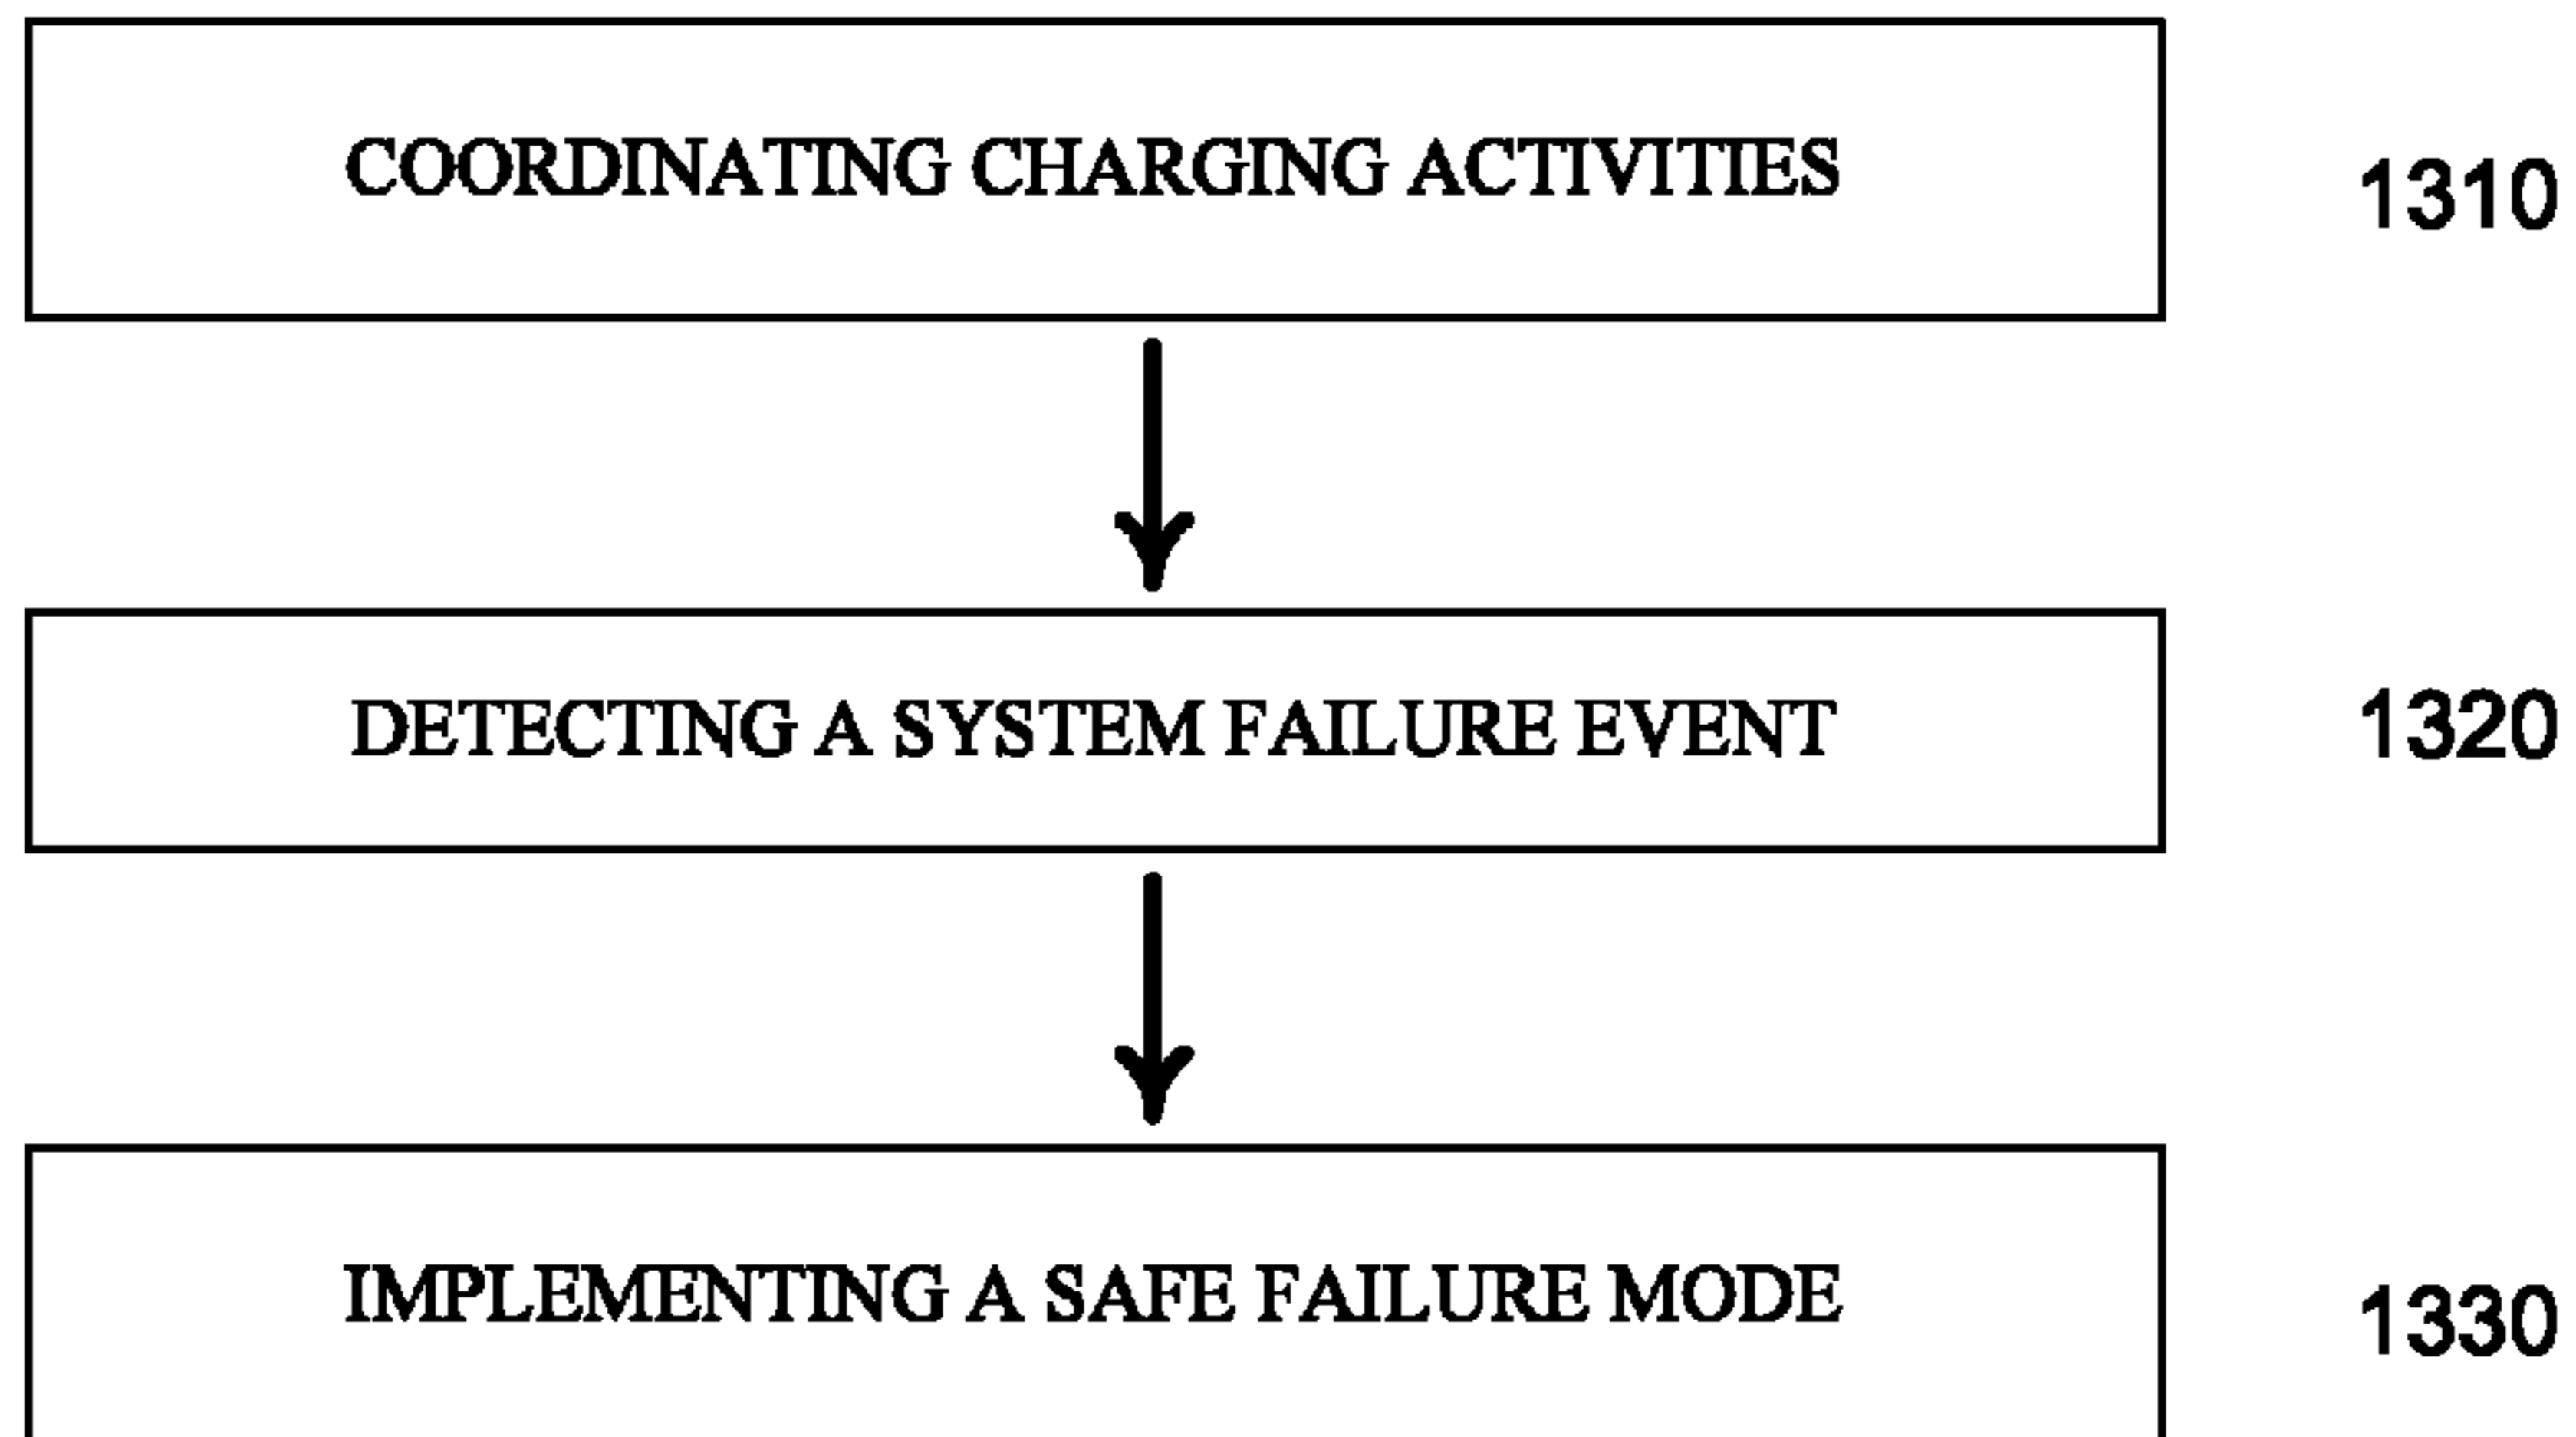 COORDINATING CHARGING ACTIVITIES 1310
DETECTING A SYSTEM FAILURE EVENT 1320
IMPLEMENTING A SAFE FAILURE MODE 1330